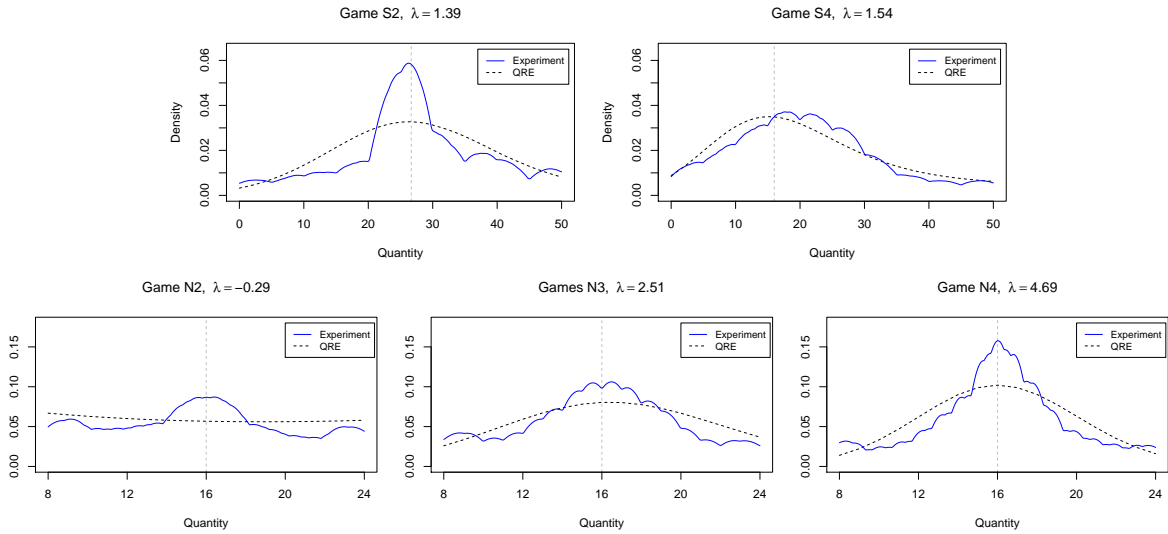 Game S2, λ = 1.39
Density
0.00 0.02 0.04 0.06
Experiment
QRE
0 10 20 30 40 50
Quantity
Game S4, λ = 1.54
Density
0.00 0.02 0.04 0.06
Experiment
QRE
0 10 20 30 40 50
Quantity
Game N2, λ = −0.29
0.00 0.05 0.10 0.15
Experiment
QRE
8 12 16 20 24
Quantity
Games N3, λ = 2.51
0.00 0.05 0.10 0.15
Experiment
QRE
8 12 16 20 24
Quantity
Game N4, λ = 4.69
0.00 0.05 0.10 0.15
Experiment
QRE
8 12 16 20 24
Quantity